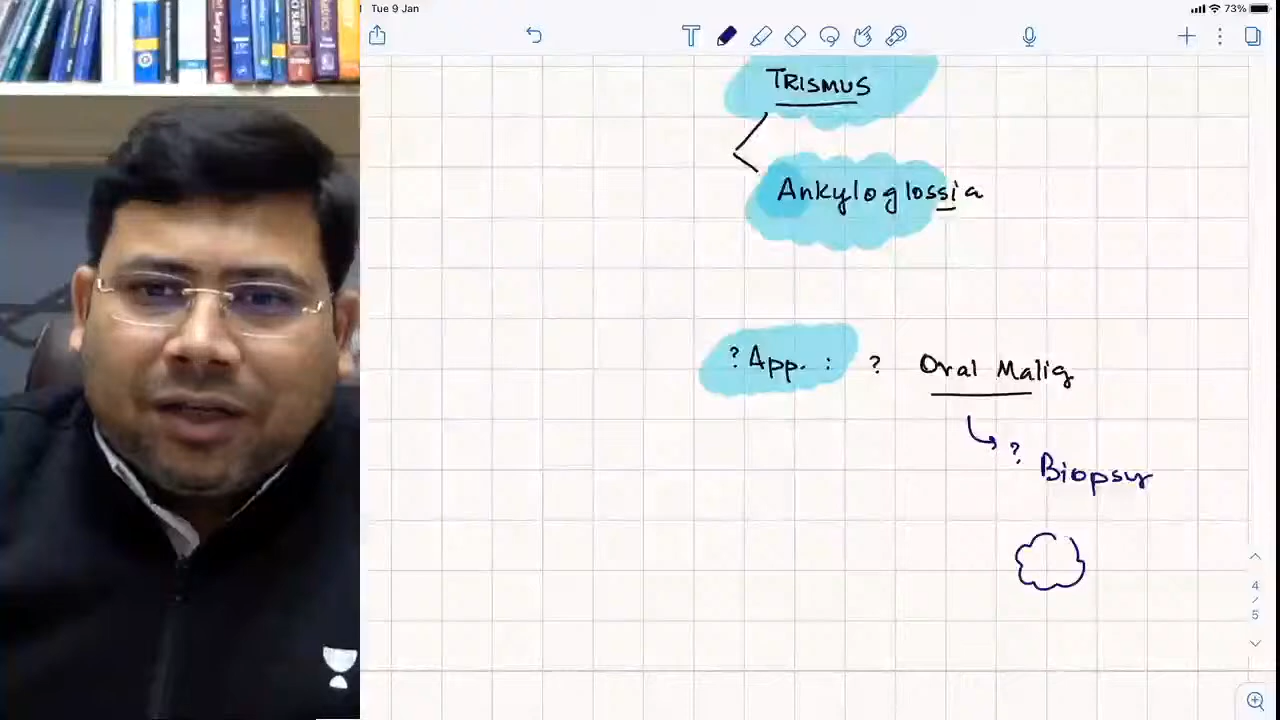 Tue 9 Jan
73%
T
TRISMUS
Ankyloglossia
? App. : ? Oral Malig
? Biopsy
4
/
5